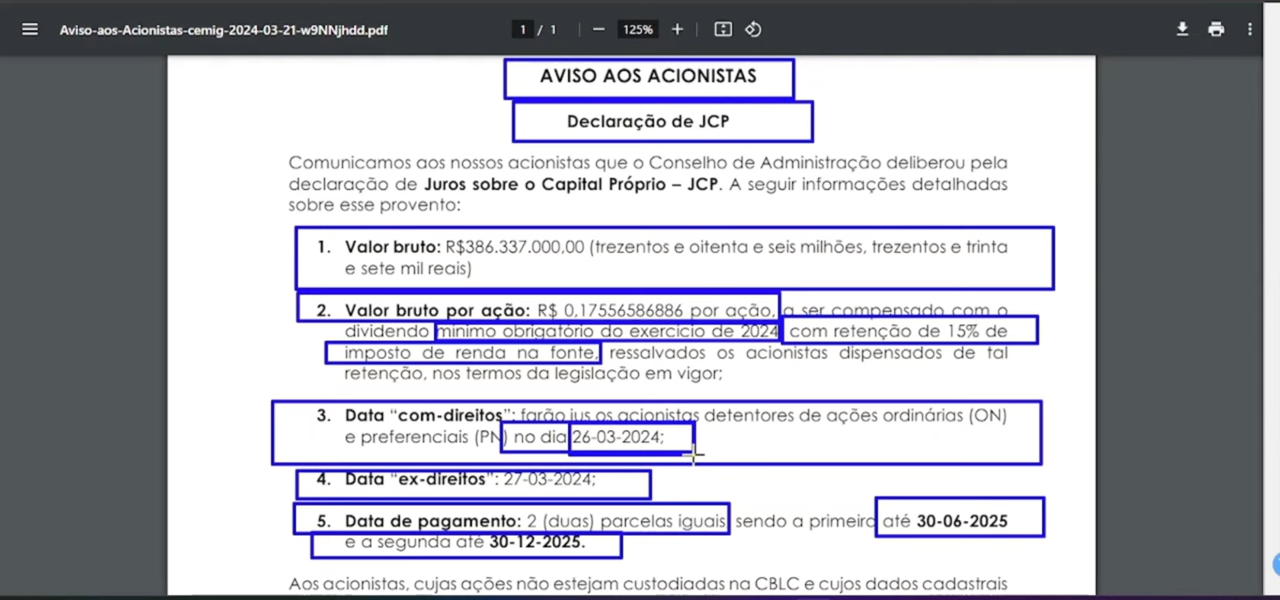 Aviso-aos-Acionistas-cemig-2024-03-21-w9NNjhdd.pdf 1 / 1 125%
AVISO AOS ACIONISTAS
Declaração de JCP
Comunicamos aos nossos acionistas que o Conselho de Administração deliberou pela
declaração de Juros sobre o Capital Próprio – JCP. A seguir informações detalhadas
sobre esse provento:
1. Valor bruto: R$386.337.000,00 (trezentos e oitenta e seis milhões, trezentos e trinta
e sete mil reais)
2. Valor bruto por ação: R$ 0,17556586886 por ação, a ser compensado com o
dividendo mínimo obrigatório do exercício de 2024 com retenção de 15% de
imposto de renda na fonte, ressalvados os acionistas dispensados de tal
retenção, nos termos da legislação em vigor;
3. Data “com-direitos”: farão jus os acionistas detentores de ações ordinárias (ON)
e preferenciais (PN) no dia 26-03-2024;
4. Data “ex-direitos”: 27-03-2024;
5. Data de pagamento: 2 (duas) parcelas iguais sendo a primeira até 30-06-2025
e a segunda até 30-12-2025.
Aos acionistas, cujas ações não estejam custodiadas na CBLC e cujos dados cadastrais